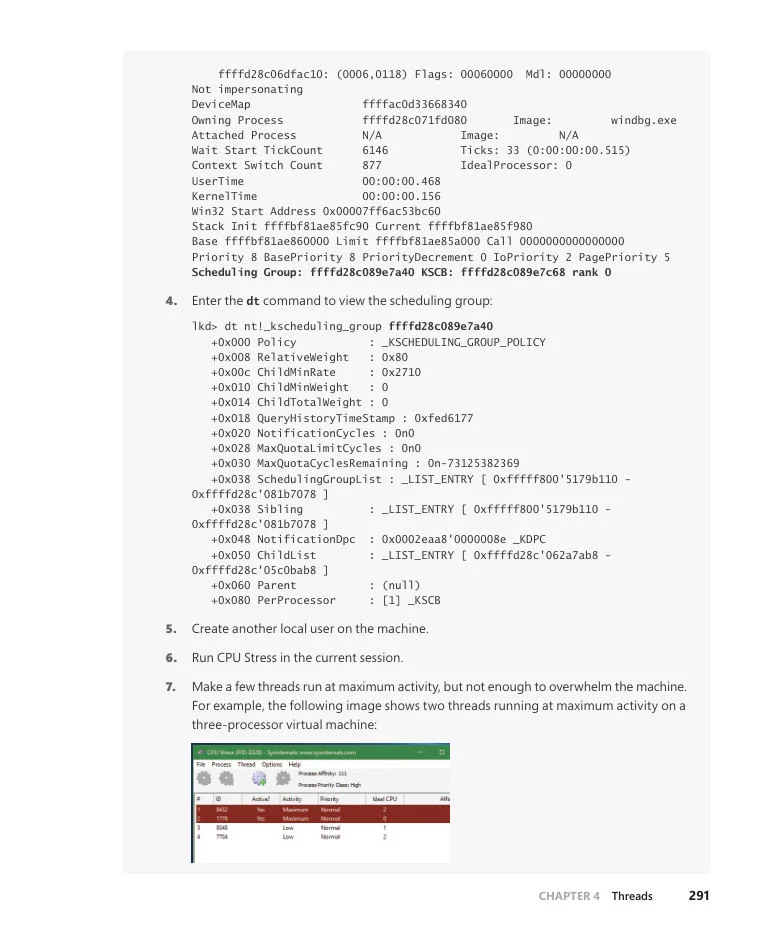 ffffd28c06dfac10: (0006,0118) Flags: 00060000  Mdl: 00000000
Not impersonating
DeviceMap                 ffffac0d33668340
Owning Process            ffffd28c071fd080       Image:         windbg.exe
Attached Process          N/A            Image:         N/A
Wait Start TickCount      6146           Ticks: 33 (0:00:00:00.515)
Context Switch Count      877            IdealProcessor: 0
UserTime                  00:00:00.468
KernelTime                00:00:00.156
Win32 Start Address 0x00007ff6ac53bc60
Stack Init ffffbf81ae85fc90 Current ffffbf81ae85f980
Base ffffbf81ae860000 Limit ffffbf81ae85a000 Call 0000000000000000
Priority 8 BasePriority 8 PriorityDecrement 0 IoPriority 2 PagePriority 5
Scheduling Group: ffffd28c089e7a40 KSCB: ffffd28c089e7c68 rank 0
4. Enter the dt command to view the scheduling group:
lkd> dt nt!_kscheduling_group ffffd28c089e7a40
+0x000 Policy           : _KSCHEDULING_GROUP_POLICY
+0x008 RelativeWeight   : 0x80
+0x00c ChildMinRate     : 0x2710
+0x010 ChildMinWeight   : 0
+0x014 ChildTotalWeight : 0
+0x018 QueryHistoryTimeStamp : 0xfed6177
+0x020 NotificationCycles : 0n0
+0x028 MaxQuotaLimitCycles : 0n0
+0x030 MaxQuotaCyclesRemaining : 0n-73125382369
+0x038 SchedulingGroupList : _LIST_ENTRY [ 0xfffff800'5179b110 -
0xffffd28c'081b7078 ]
+0x038 Sibling          : _LIST_ENTRY [ 0xfffff800'5179b110 -
0xffffd28c'081b7078 ]
+0x048 NotificationDpc  : 0x0002eaa8'0000008e _KDPC
+0x050 ChildList        : _LIST_ENTRY [ 0xffffd28c'062a7ab8 -
0xffffd28c'05c0bab8 ]
+0x060 Parent           : (null)
+0x080 PerProcessor     : [1] _KSCB
5. Create another local user on the machine.
6. Run CPU Stress in the current session.
7. Make a few threads run at maximum activity, but not enough to overwhelm the machine.
For example, the following image shows two threads running at maximum activity on a
three-processor virtual machine:
CPU Stress (PID: 8328) - Sysinternals: www.sysinternals.com
File Process Thread Options Help
Process Affinity: 111
Process Priority Class: High
# ID Active? Activity Priority Ideal CPU Affi
1 8432 Yes Maximum Normal 2
2 1776 Yes Maximum Normal 0
3 8048 Low Normal 1
4 7704 Low Normal 2
CHAPTER 4 Threads 291